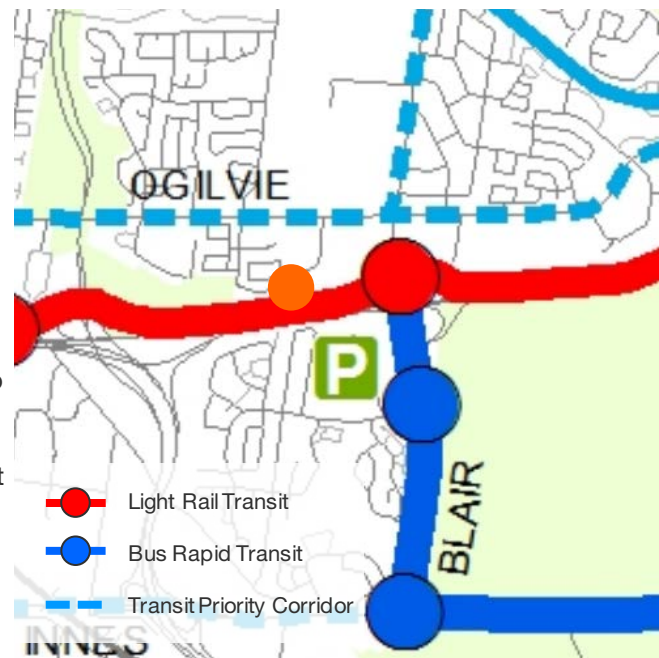 OGILVIE
P
BLAIR
Light Rail Transit
Bus Rapid Transit
Transit Priority Corridor
INNES